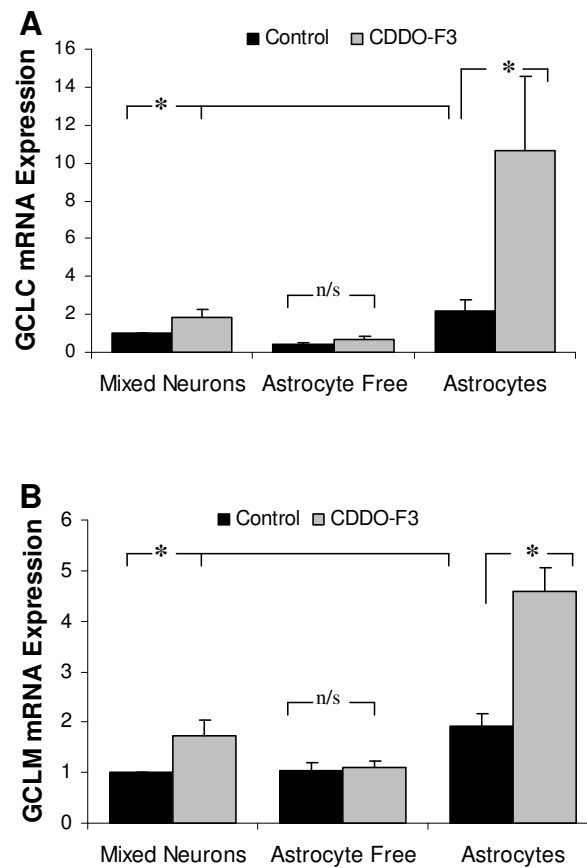 A
Control CDDO-F3
GCLC mRNA Expression
16
14
12
10
8
6
4
2
0
*
*
n/s
Mixed Neurons Astrocyte Free Astrocytes
B
Control CDDO-F3
GCLM mRNA Expression
6
5
4
3
2
1
0
*
*
n/s
Mixed Neurons Astrocyte Free Astrocytes